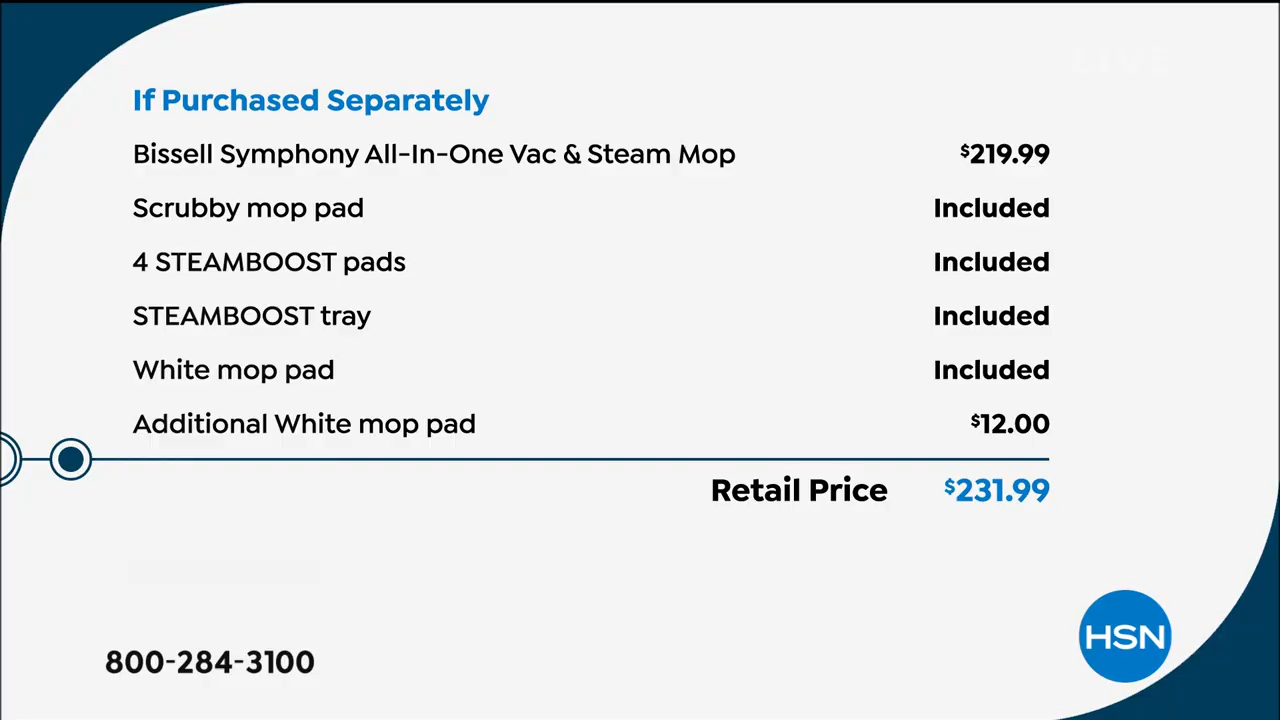 LIVE
If Purchased Separately
Bissell Symphony All-In-One Vac & Steam Mop $219.99
Scrubby mop pad Included
4 STEAMBOOST pads Included
STEAMBOOST tray Included
White mop pad Included
Additional White mop pad $12.00
Retail Price $231.99
HSN
800-284-3100